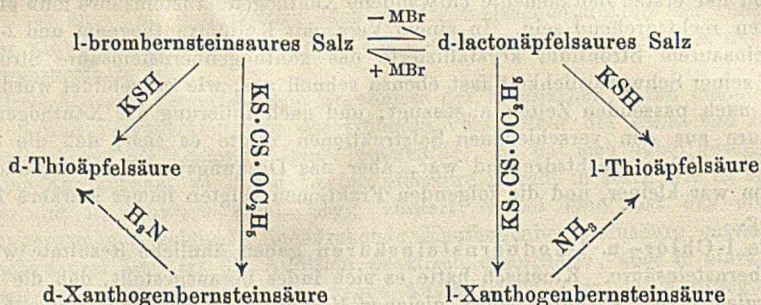 — MBr
l-brombernsteinsaures Salz d-lactonäpfelsaures Salz
+ MBr
KSH KS·CS·OC₂H₅ KS·CS·OC₂H₅ KSH
d-Thioäpfelsäure l-Thioäpfelsäure
H₃N NH₃
d-Xanthogenbernsteinsäure l-Xanthogenbernsteinsäure